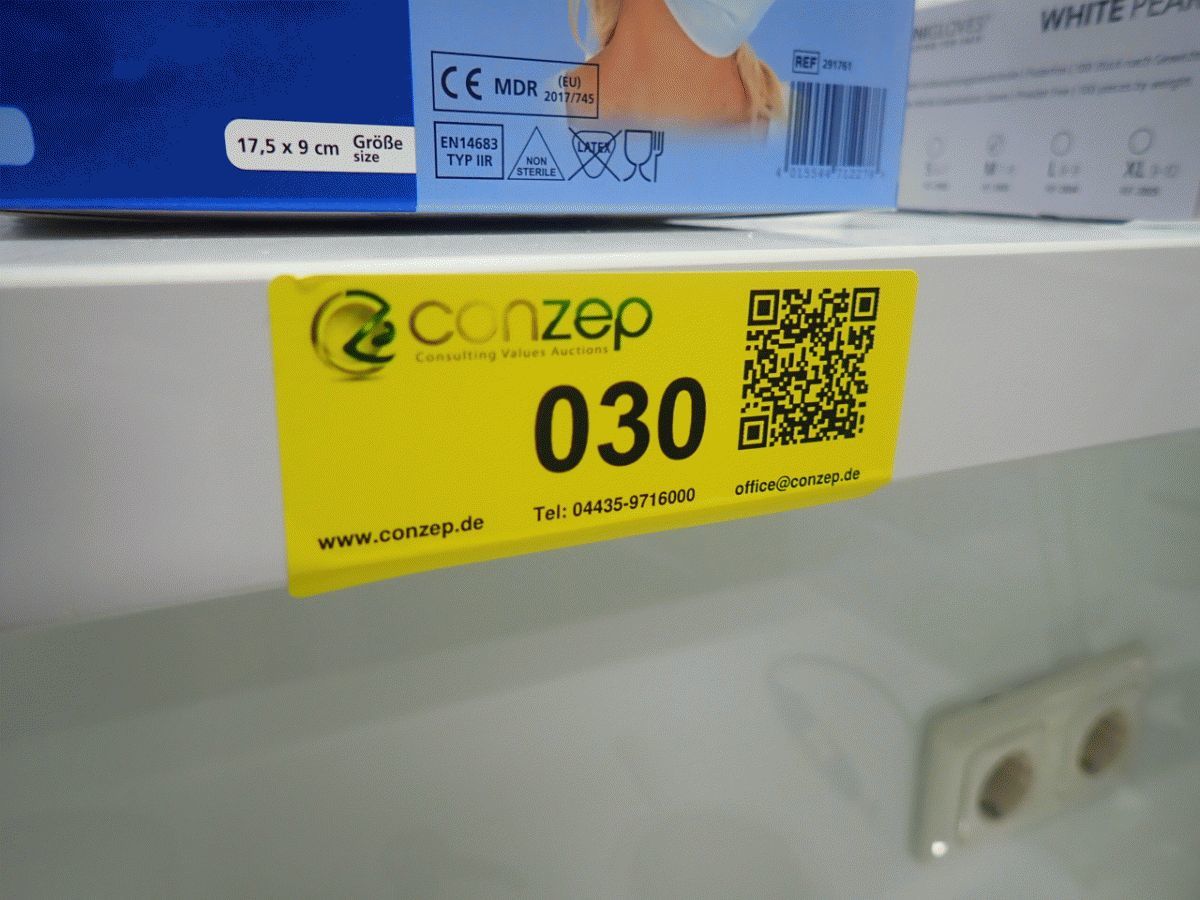 17,5 x 9 cm Größe
size
CE MDR (EU)
2017/745
EN14683
TYP IIR
NON
STERILE
LATEX
REF 291761
WHITE
S
M
L
XL
conzep
Consulting Values Auctions
030
www.conzep.de
Tel: 04435-9716000
office@conzep.de